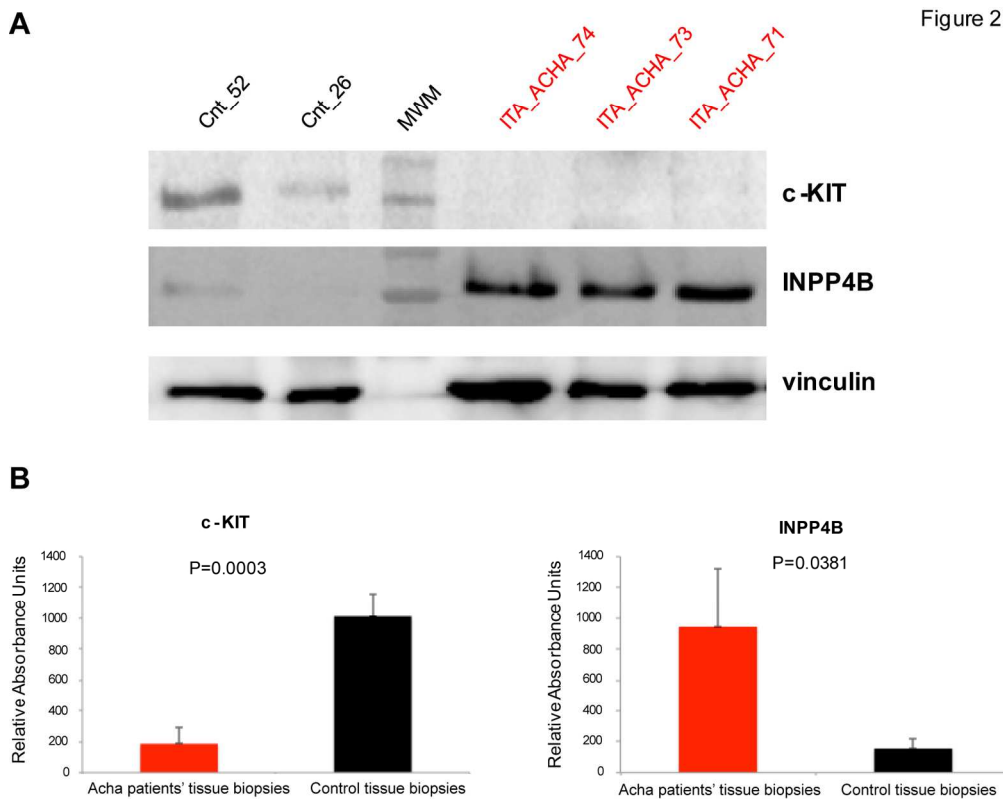 Figure 2
A
Cnt_52
Cnt_26
MWM
ITA_ACHA_74
ITA_ACHA_73
ITA_ACHA_71
c-KIT
INPP4B
vinculin
B
c-KIT
P=0.0003
Relative Absorbance Units
1400
1200
1000
800
600
400
200
0
Acha patients' tissue biopsies
Control tissue biopsies
INPP4B
P=0.0381
Relative Absorbance Units
1400
1200
1000
800
600
400
200
0
Acha patients' tissue biopsies
Control tissue biopsies